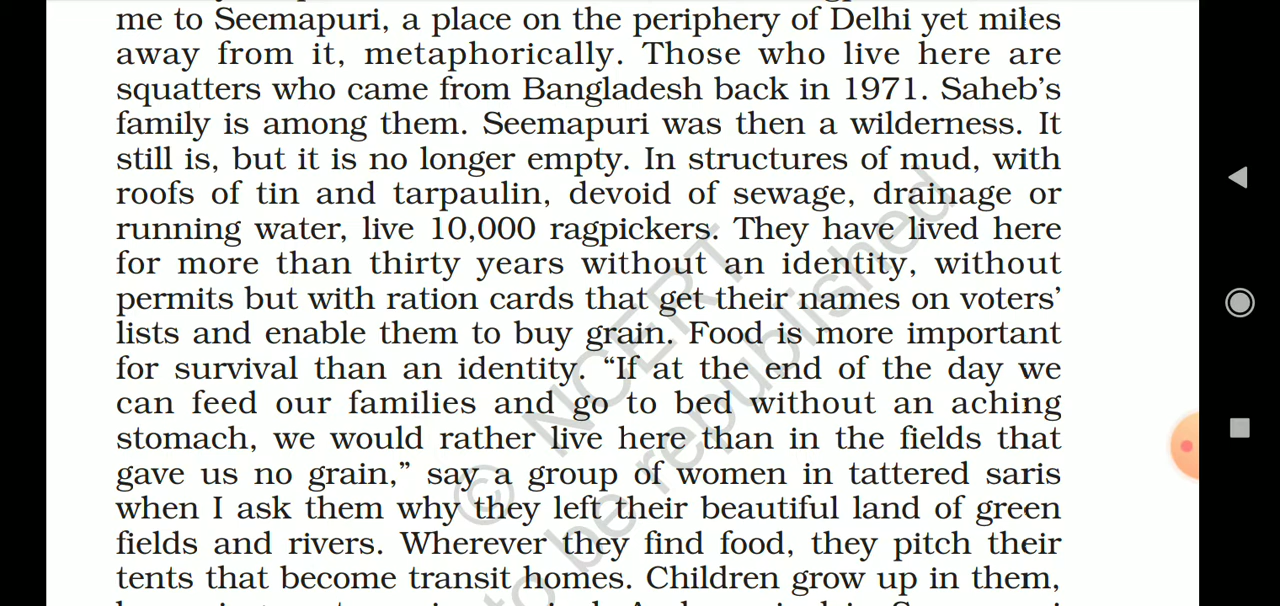 me to Seemapuri, a place on the periphery of Delhi yet miles
away from it, metaphorically. Those who live here are
squatters who came from Bangladesh back in 1971. Saheb’s
family is among them. Seemapuri was then a wilderness. It
still is, but it is no longer empty. In structures of mud, with
roofs of tin and tarpaulin, devoid of sewage, drainage or
running water, live 10,000 ragpickers. They have lived here
for more than thirty years without an identity, without
permits but with ration cards that get their names on voters’
lists and enable them to buy grain. Food is more important
for survival than an identity. “If at the end of the day we
can feed our families and go to bed without an aching
stomach, we would rather live here than in the fields that
gave us no grain,” say a group of women in tattered saris
when I ask them why they left their beautiful land of green
fields and rivers. Wherever they find food, they pitch their
tents that become transit homes. Children grow up in them,
© NCERT
to be republished